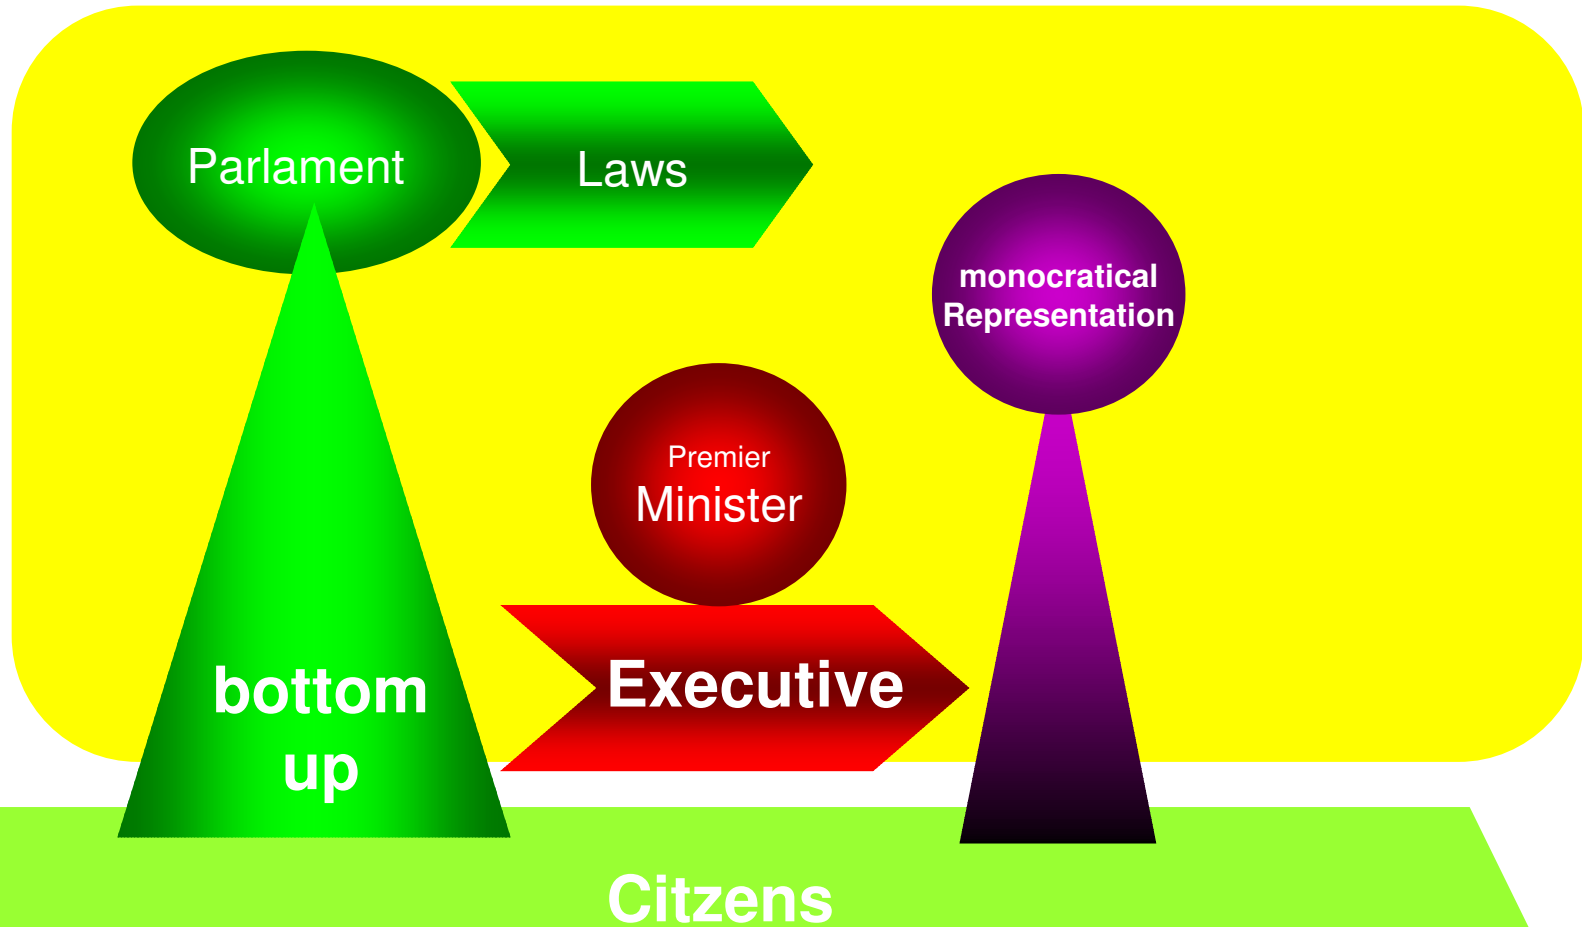 Parlament
Laws
monocratical
Representation
Premier
Minister
Executive
bottom
up
Citzens